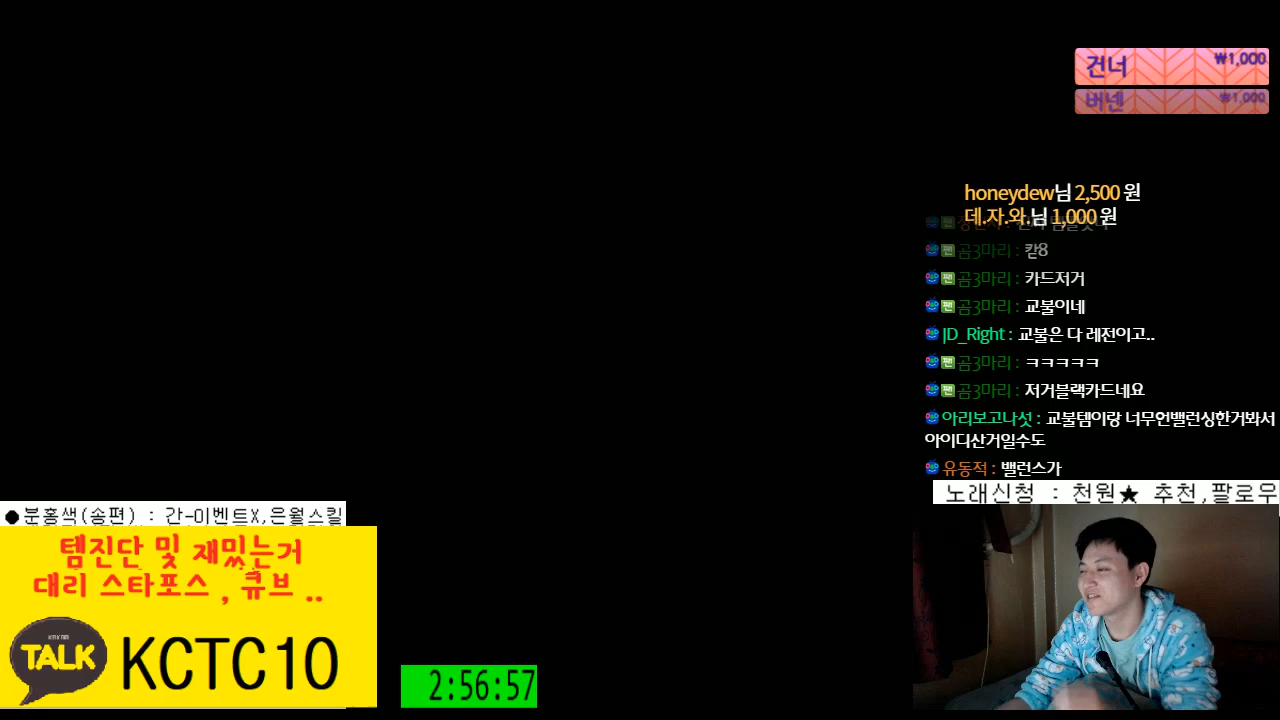 건너 ₩1,000
버넨 ₩1,000
honeydew님 2,500 원
데.자.와.님 1,000 원
팬 곰3마리 : 칻8
팬 곰3마리 : 카드저거
팬 곰3마리 : 교불이네
|D_Right : 교불은 다 레전이고..
팬 곰3마리 : ㅋㅋㅋㅋㅋ
팬 곰3마리 : 저거블랙카드네요
아리보고나섯 : 교불템이랑 너무언밸런싱한거봐서
아이디산거일수도
유동적 : 밸런스가
노래신청 : 천원★ 추천,팔로우
●분홍색(송편) : 간-이벤트X,은월스킬
템진단 및 재밌는거
대리 스타포스 , 큐브 ..
TALK KCTC10
2:56:57